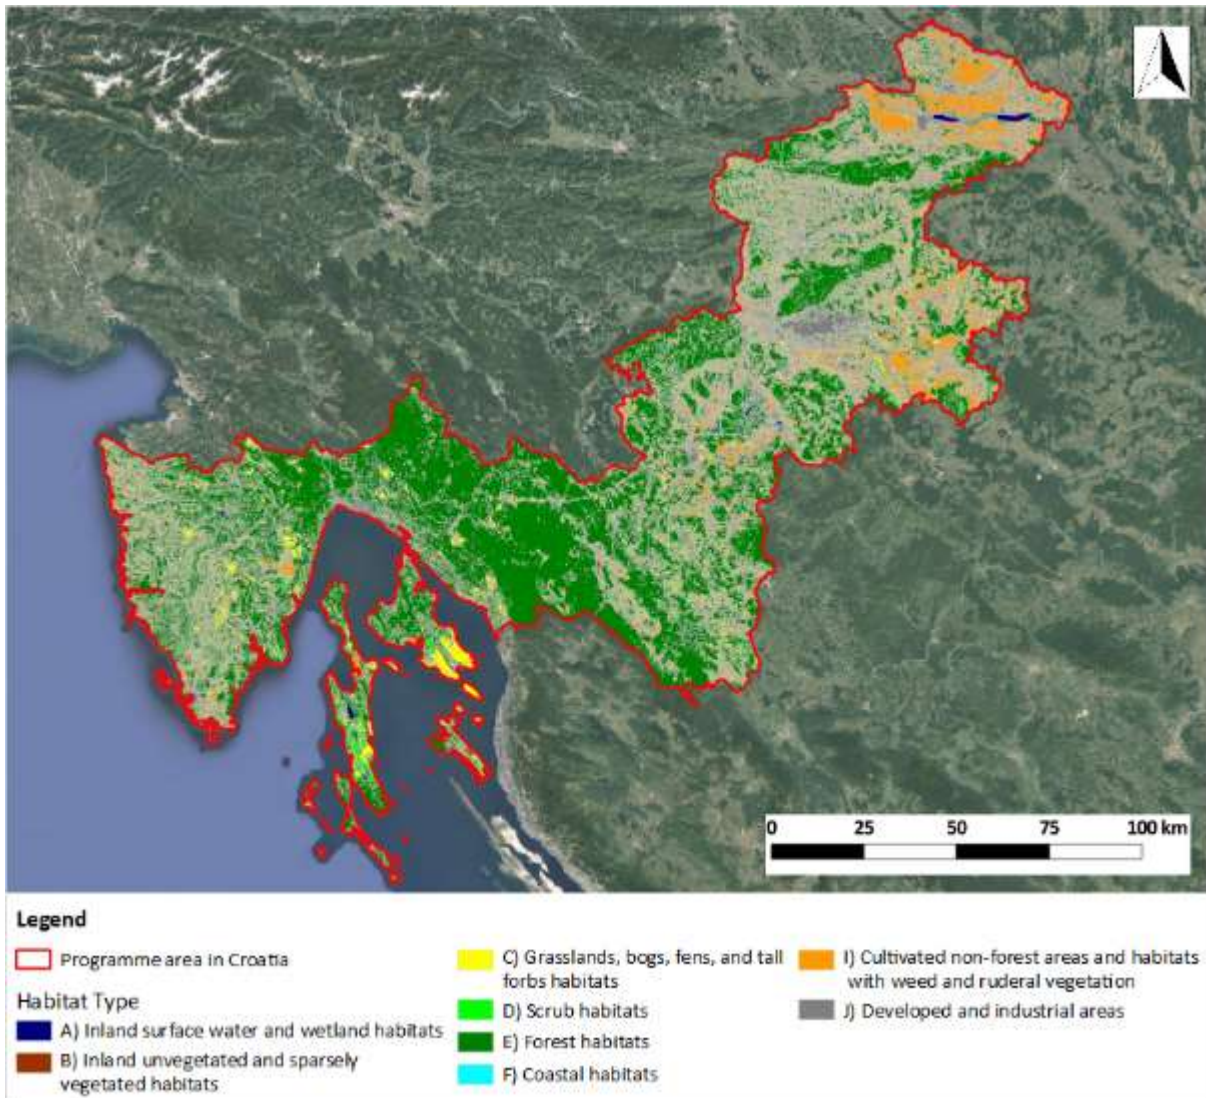 0 25 50 75 100 km
Legend
Programme area in Croatia
Habitat Type
A) Inland surface water and wetland habitats
B) Inland unvegetated and sparsely
vegetated habitats
C) Grasslands, bogs, fens, and tall
forbs habitats
D) Scrub habitats
E) Forest habitats
F) Coastal habitats
I) Cultivated non-forest areas and habitats
with weed and ruderal vegetation
J) Developed and industrial areas